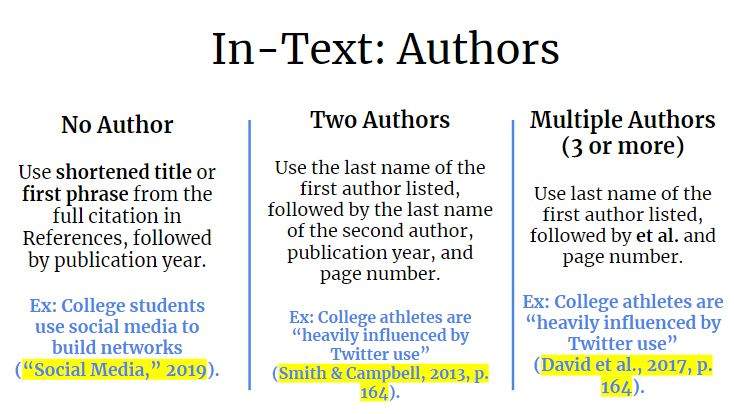 In-Text: Authors
No Author
Use shortened title or
first phrase from the
full citation in
References, followed
by publication year.
Ex: College students
use social media to
build networks
(“Social Media,” 2019).
Two Authors
Use the last name of the
first author listed,
followed by the last name
of the second author,
publication year, and
page number.
Ex: College athletes are
“heavily influenced by
Twitter use”
(Smith & Campbell, 2013, p.
164).
Multiple Authors
(3 or more)
Use last name of the
first author listed,
followed by et al. and
page number.
Ex: College athletes are
“heavily influenced by
Twitter use”
(David et al., 2017, p.
164).